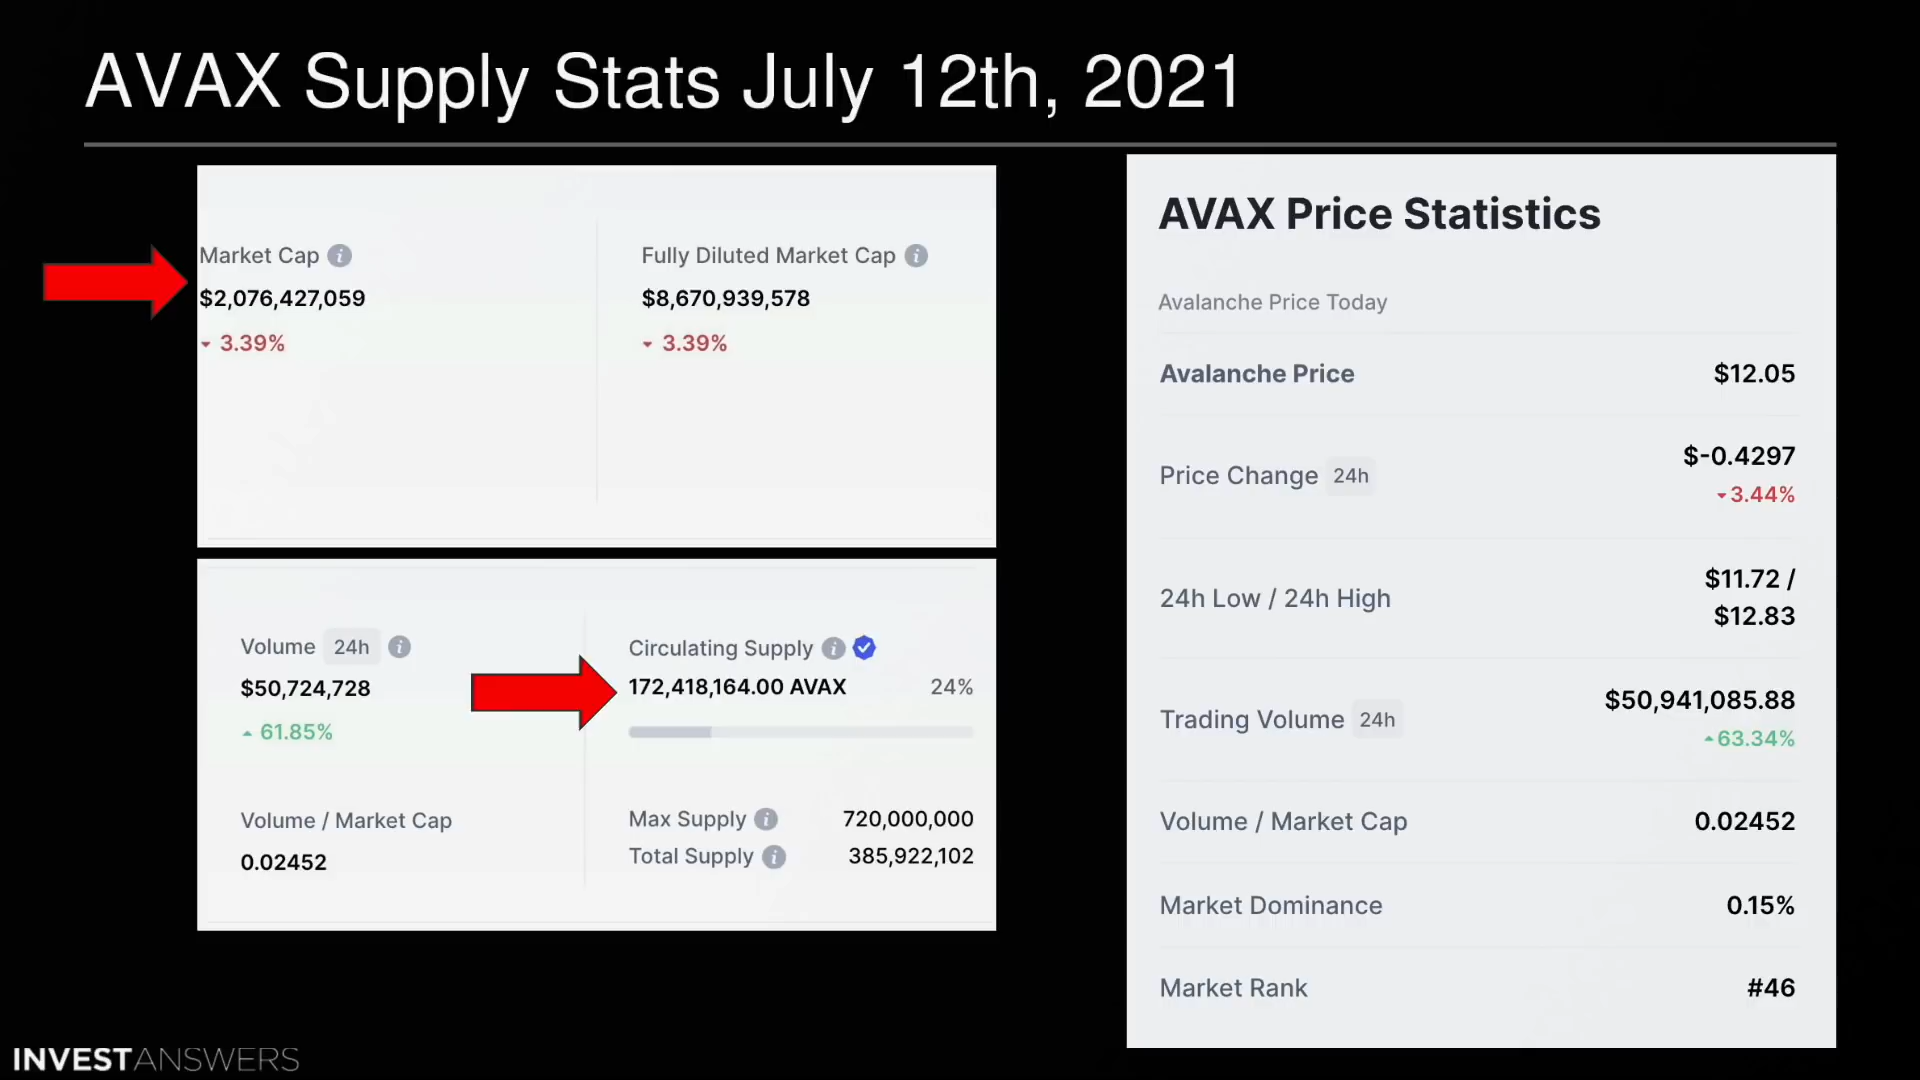 AVAX Supply Stats July 12th, 2021
Market Cap
$2,076,427,059
3.39%
Fully Diluted Market Cap
$8,670,939,578
3.39%
Volume 24h
$50,724,728
61.85%
Volume / Market Cap
0.02452
Circulating Supply
172,418,164.00 AVAX 24%
Max Supply 720,000,000
Total Supply 385,922,102
AVAX Price Statistics
Avalanche Price Today
Avalanche Price $12.05
Price Change 24h $-0.4297
3.44%
24h Low / 24h High $11.72 /
$12.83
Trading Volume 24h $50,941,085.88
63.34%
Volume / Market Cap 0.02452
Market Dominance 0.15%
Market Rank #46
INVESTANSWERS